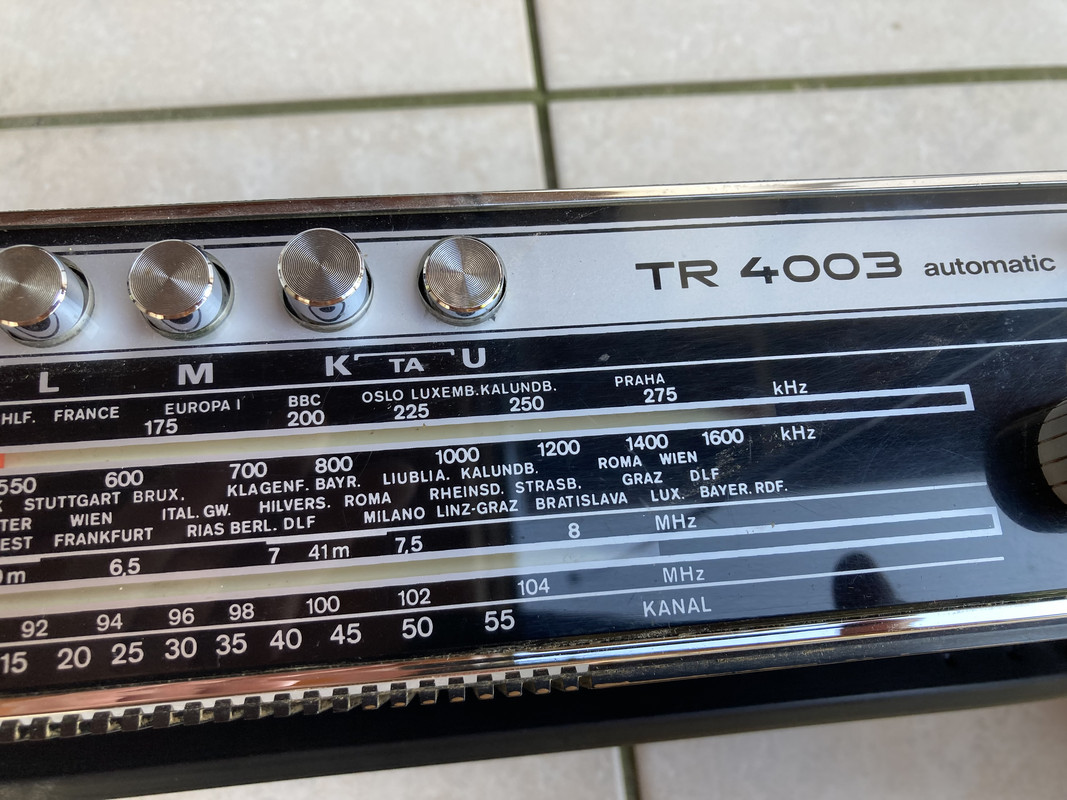 TR 4003 automatic
L M K TA U
HLF. FRANCE EUROPA I BBC OSLO LUXEMB. KALUNDB. PRAHA
175 200 225 250 275 kHz
550 600 700 800 1000 1200 1400 1600 kHz
STUTTGART BRUX. KLAGENF. BAYR. LIUBLIA. KALUNDB. ROMA WIEN
WIEN ITAL. GW. HILVERS. ROMA RHEINSD. STRASB. GRAZ DLF
FRANKFURT RIAS BERL. DLF MILANO LINZ-GRAZ BRATISLAVA LUX. BAYER.RDF.
6,5 7 41m 7,5 8 MHz
92 94 96 98 100 102 104 MHz
15 20 25 30 35 40 45 50 55 KANAL